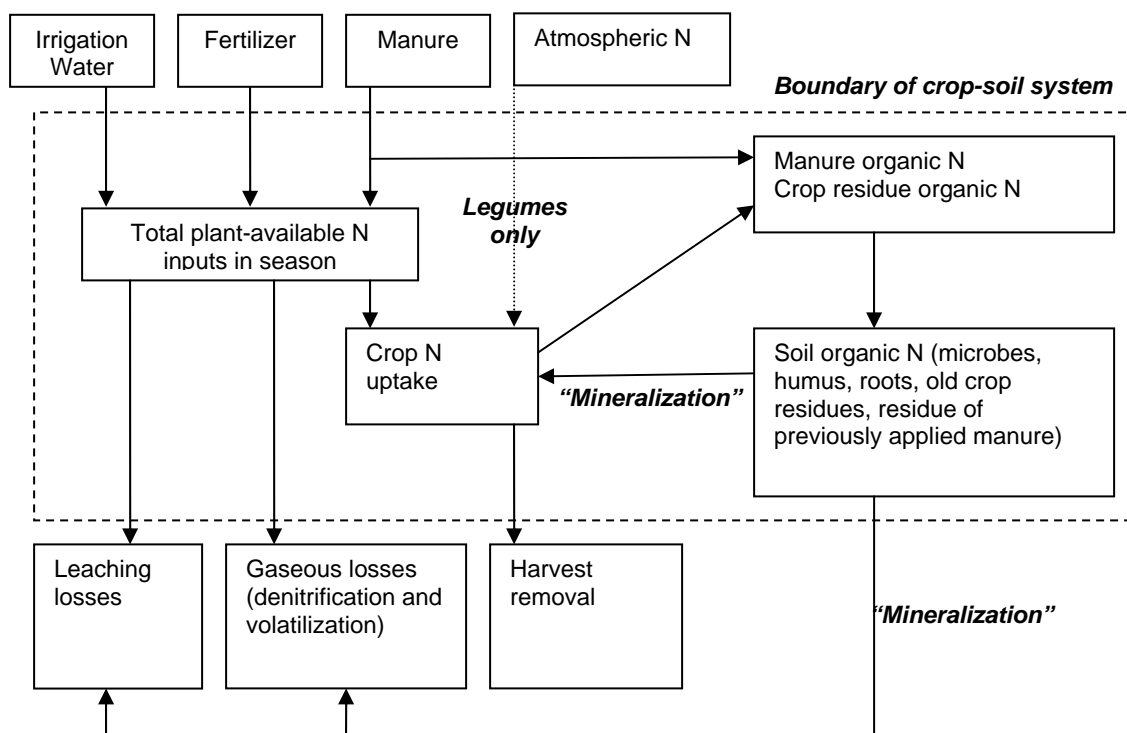 Irrigation
Water
Fertilizer
Manure
Atmospheric N
Boundary of crop-soil system
Manure organic N
Crop residue organic N
Legumes
only
Total plant-available N
inputs in season
Crop N
uptake
“Mineralization”
Soil organic N (microbes,
humus, roots, old crop
residues, residue of
previously applied manure)
Leaching
losses
Gaseous losses
(denitrification and
volatilization)
Harvest
removal
“Mineralization”